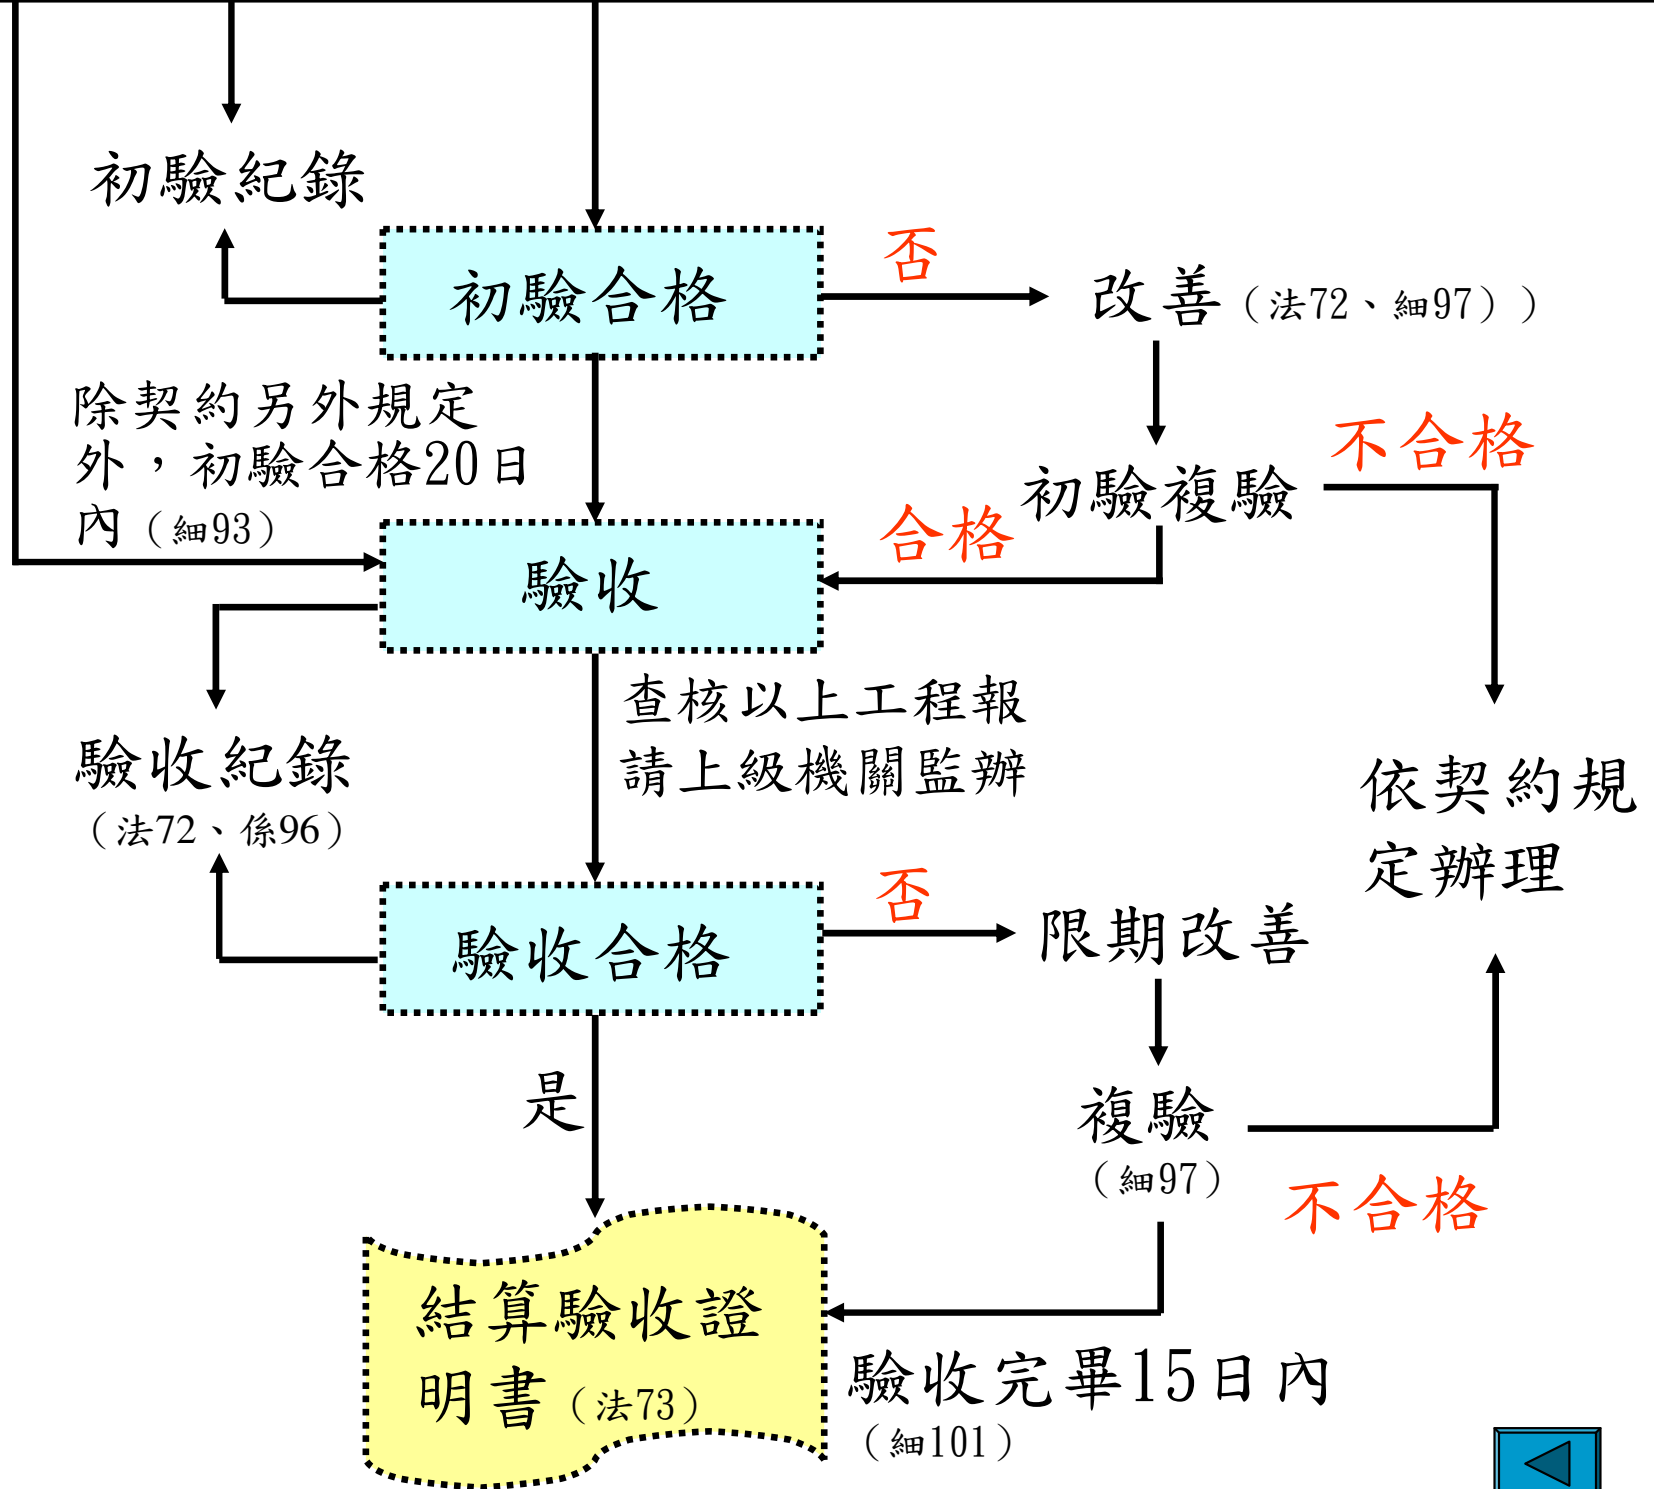 初驗紀錄
否
初驗合格
改善（法72、細97））
除契約另外規定
外，初驗合格20日
內（細93）
不合格
初驗複驗
合格
驗收
查核以上工程報
請上級機關監辦
驗收紀錄
（法72、係96）
依契約規
定辦理
否
限期改善
驗收合格
是
複驗
（細97）
不合格
結算驗收證
明書（法73）
驗收完畢15日內
（細101）